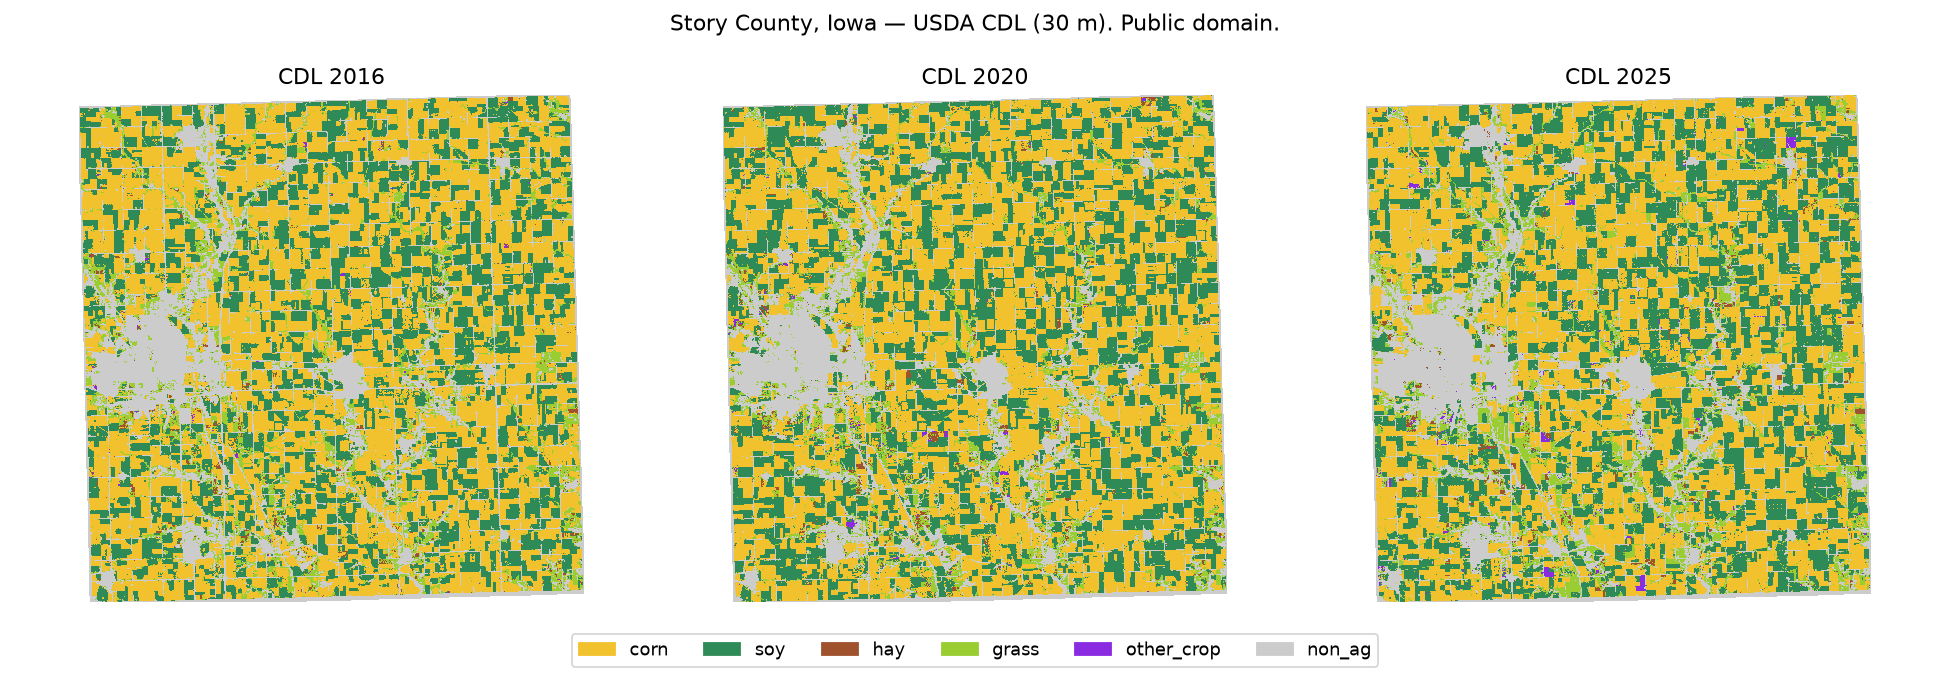 Story County, Iowa — USDA CDL (30 m). Public domain.
CDL 2016
CDL 2020
CDL 2025
corn
soy
hay
grass
other_crop
non_ag